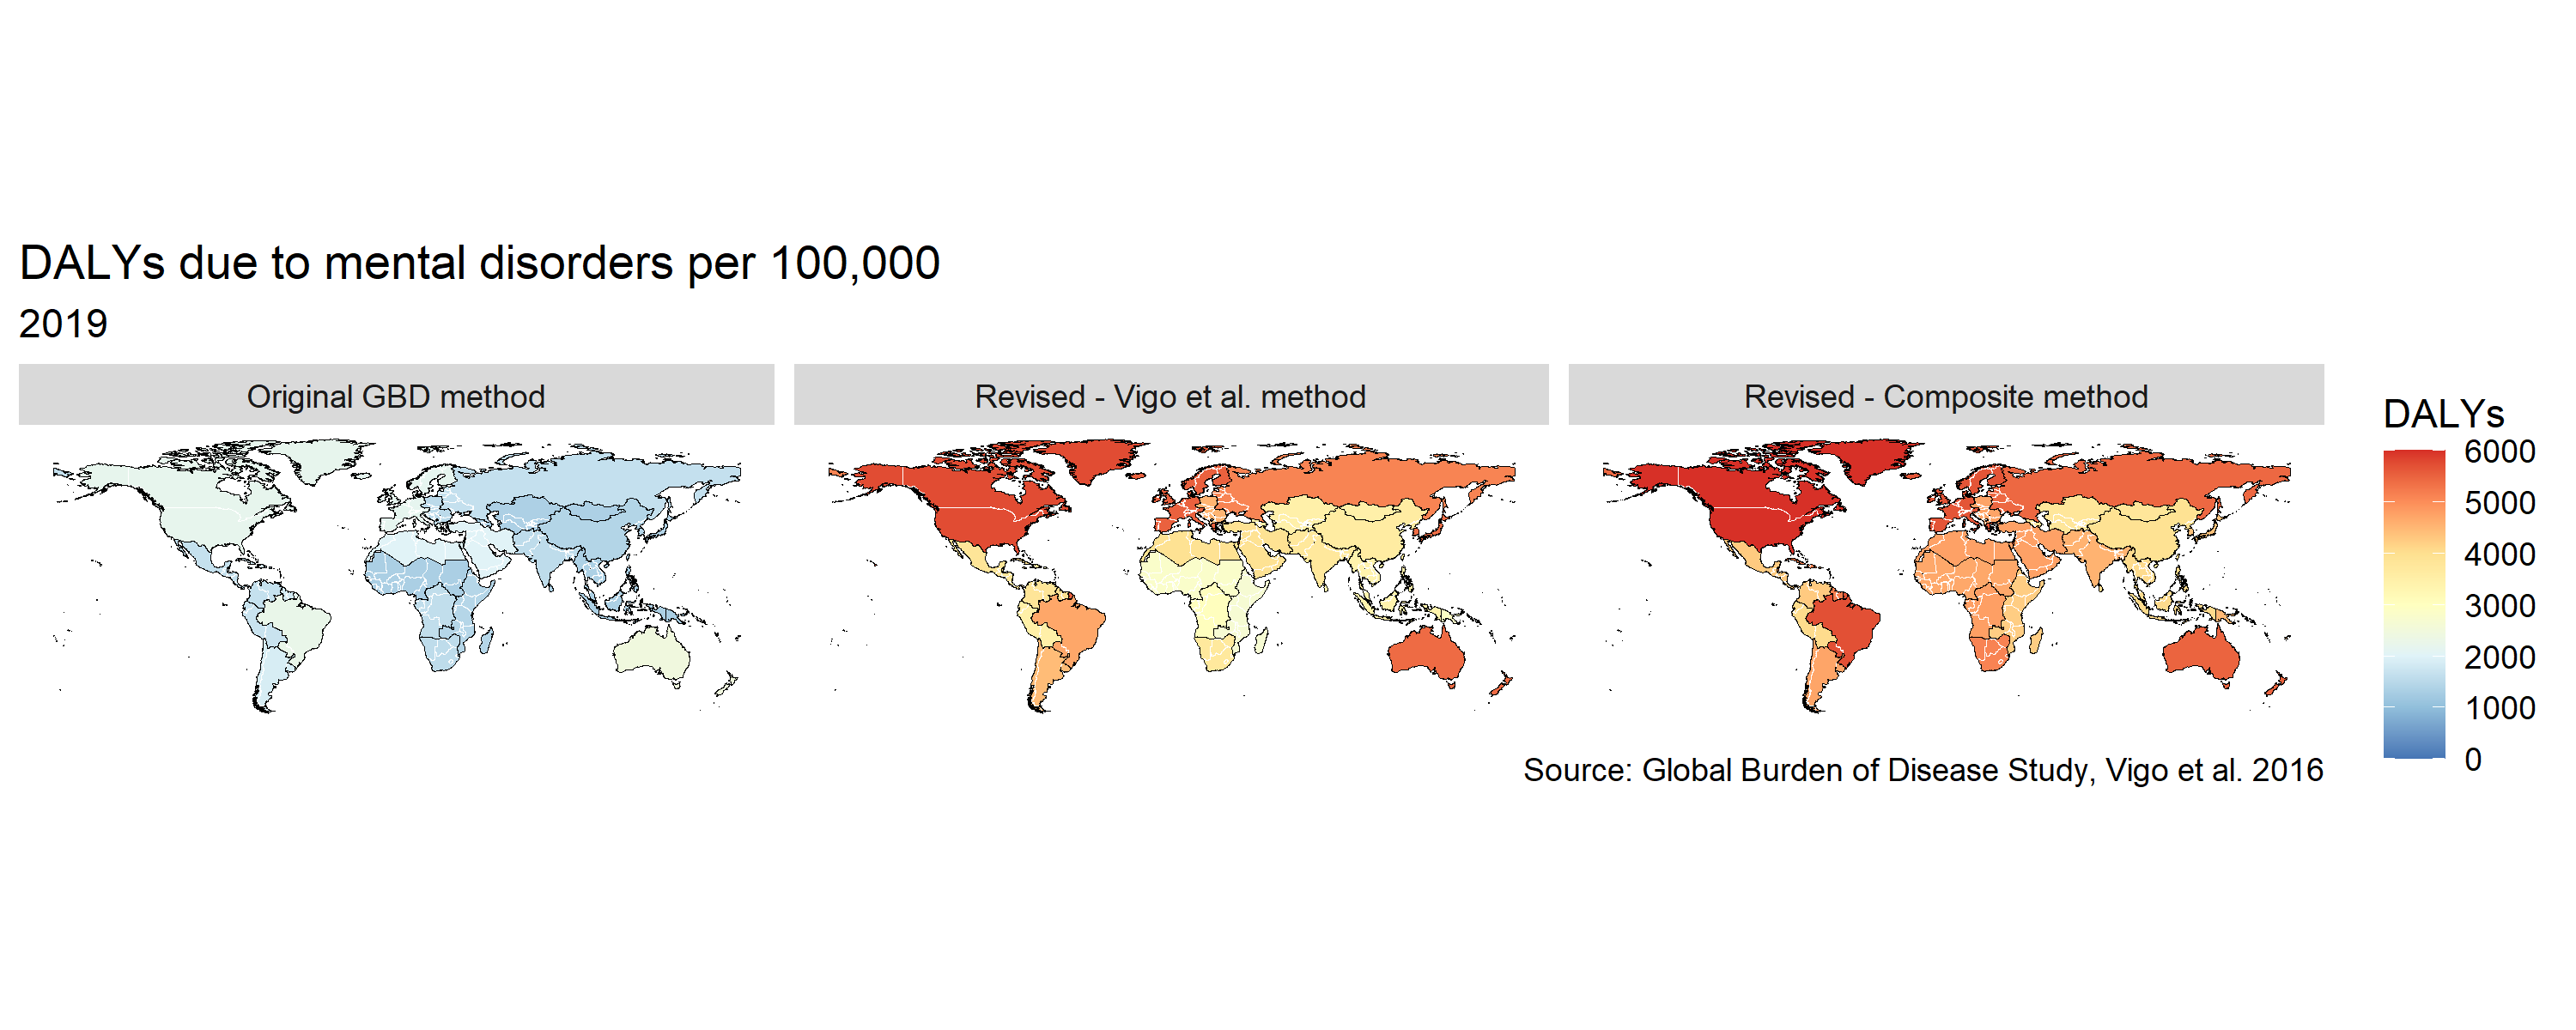 DALYs due to mental disorders per 100,000
2019
Original GBD method
Revised - Vigo et al. method
Revised - Composite method
DALYs
6000
5000
4000
3000
2000
1000
0
Source: Global Burden of Disease Study, Vigo et al. 2016